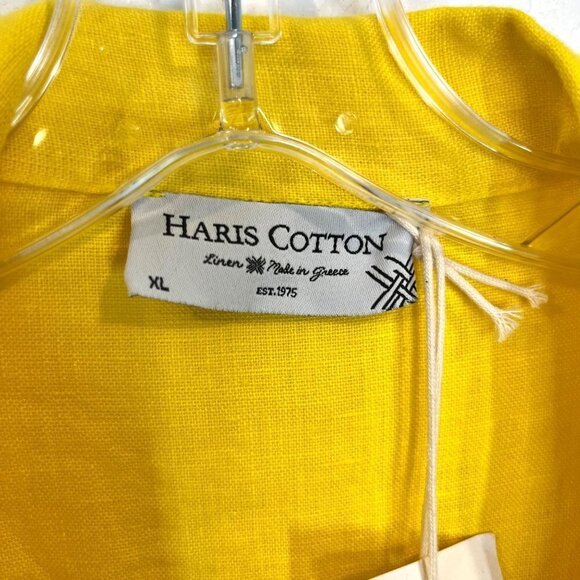 HARIS COTTON
Linen Made in Greece
XL
EST.1975